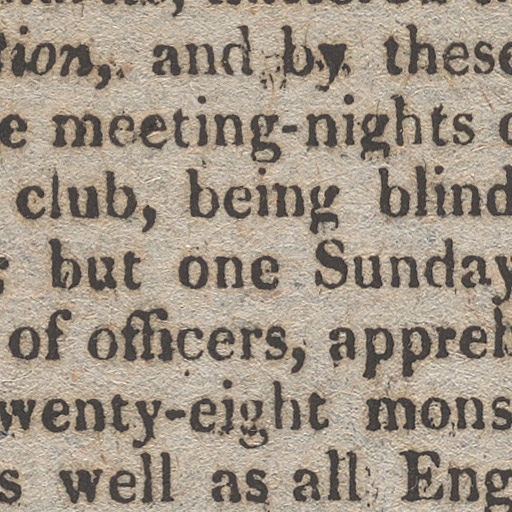 tion, and by these
e meeting-nights
club, being blind
; but one Sunday
of officers, appreh
wenty-eight mons
s well as all Eng